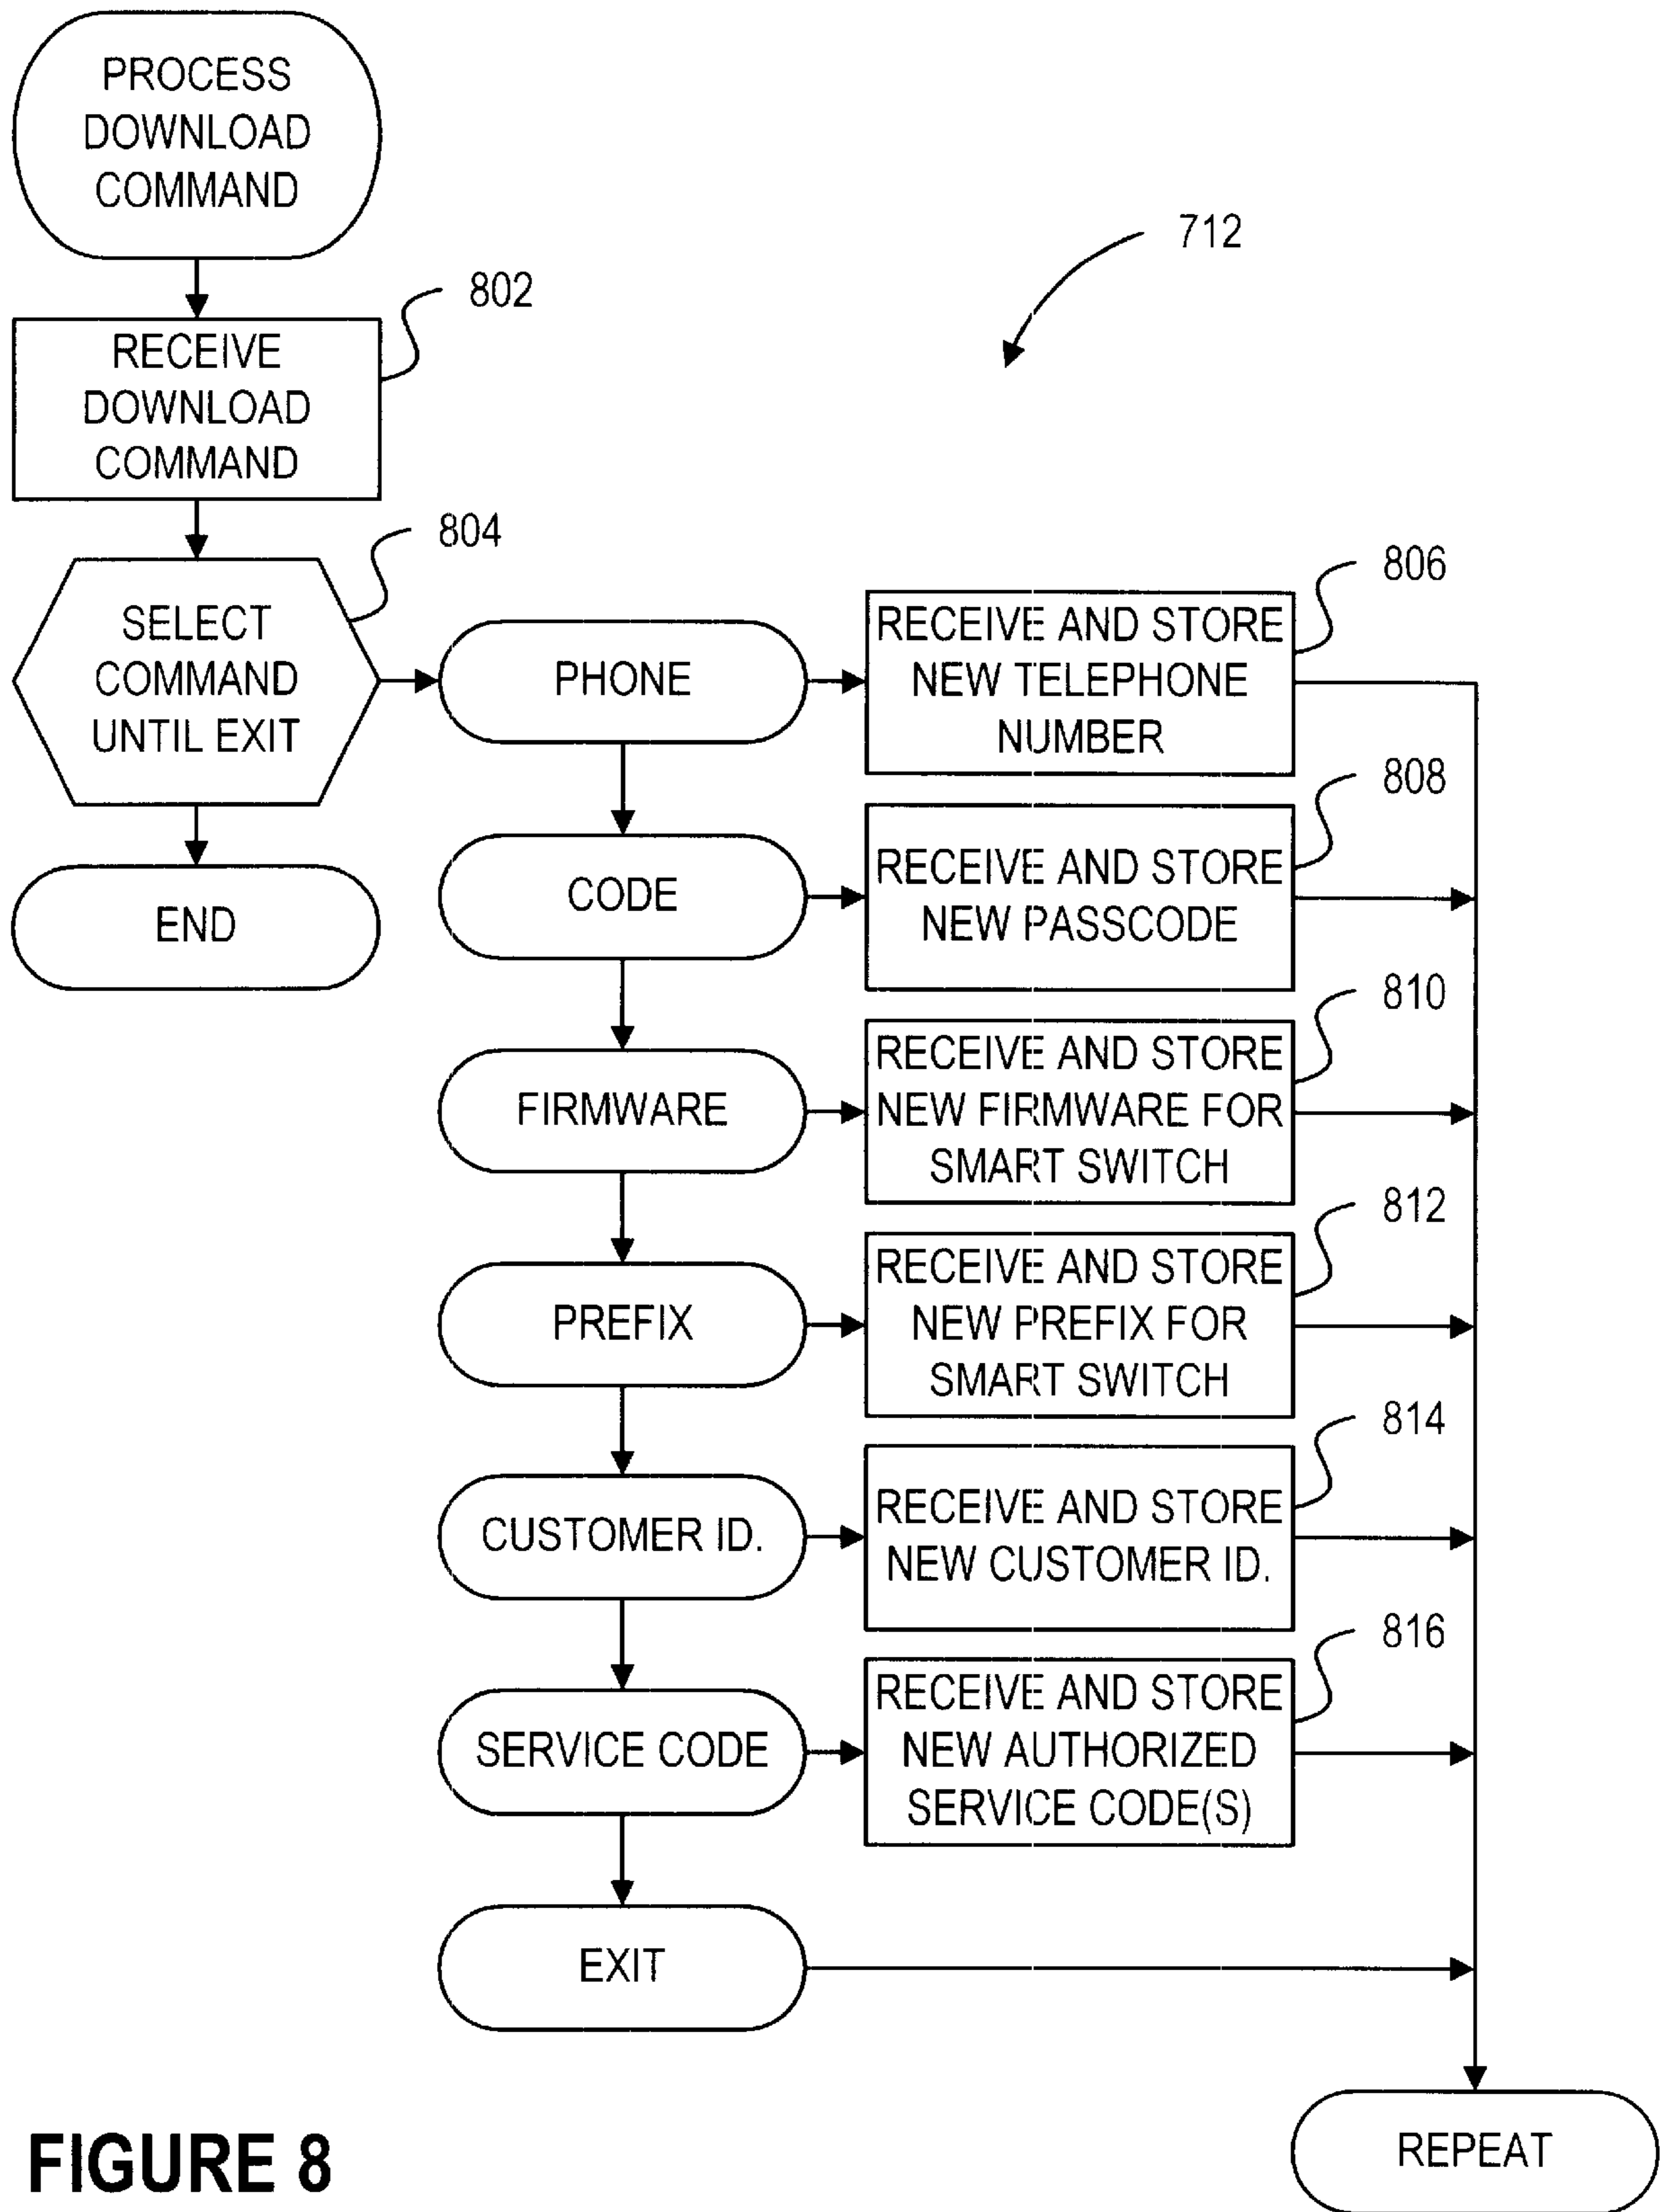 PROCESS
DOWNLOAD
COMMAND
712
802
RECEIVE
DOWNLOAD
COMMAND
804
SELECT
COMMAND
UNTIL EXIT
END
PHONE
806
RECEIVE AND STORE
NEW TELEPHONE
NUMBER
CODE
808
RECEIVE AND STORE
NEW PASSCODE
FIRMWARE
810
RECEIVE AND STORE
NEW FIRMWARE FOR
SMART SWITCH
PREFIX
812
RECEIVE AND STORE
NEW PREFIX FOR
SMART SWITCH
CUSTOMER ID.
814
RECEIVE AND STORE
NEW CUSTOMER ID.
SERVICE CODE
816
RECEIVE AND STORE
NEW AUTHORIZED
SERVICE CODE(S)
EXIT
REPEAT
FIGURE 8